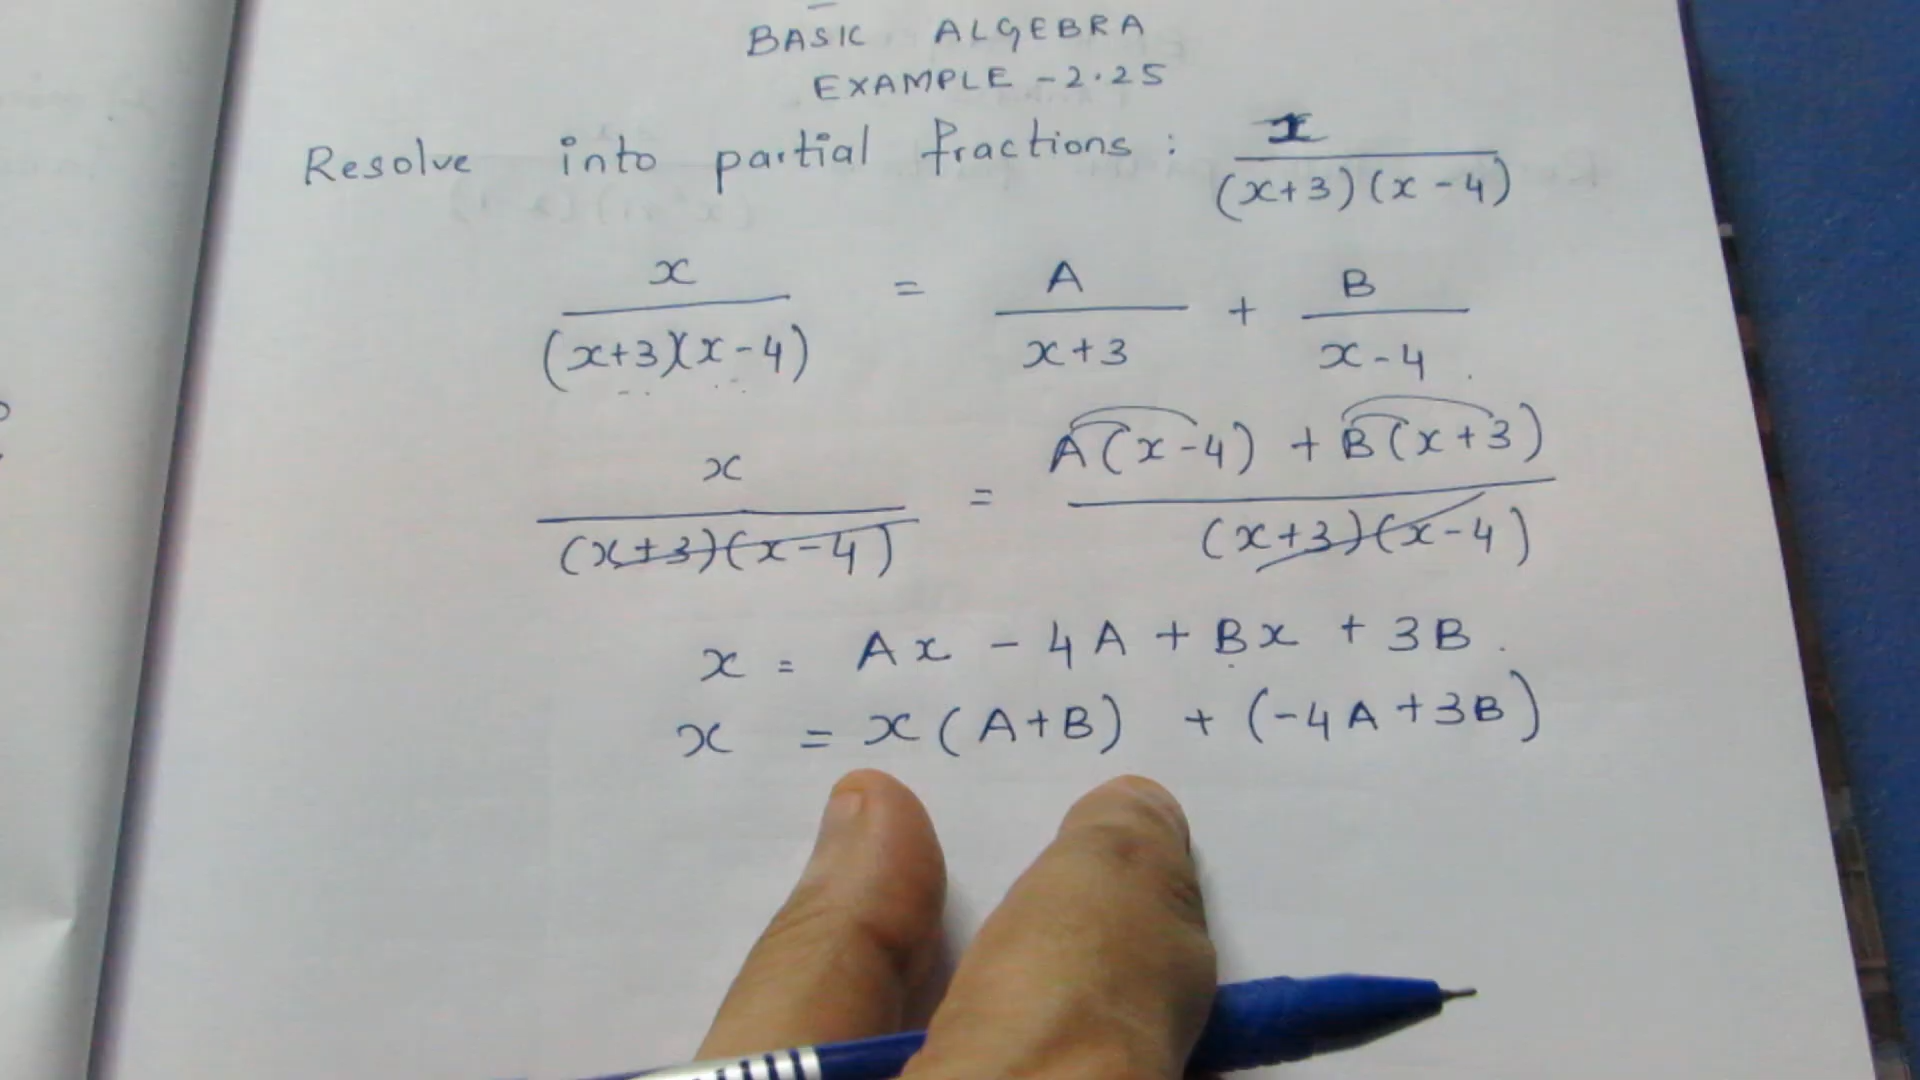 BASIC ALGEBRA
EXAMPLE - 2.25
Resolve into partial fractions : x / (x+3)(x-4)
x / (x+3)(x-4) = A / x+3 + B / x-4
x / (x+3)(x-4) = A(x-4) + B(x+3) / (x+3)(x-4)
x = Ax - 4A + Bx + 3B.
x = x(A+B) + (-4A+3B)